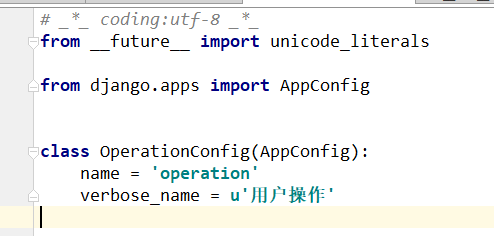 # _*_ coding:utf-8 _*_
from __future__ import unicode_literals
from django.apps import AppConfig
class OperationConfig(AppConfig):
name = 'operation'
verbose_name = u'用户操作'